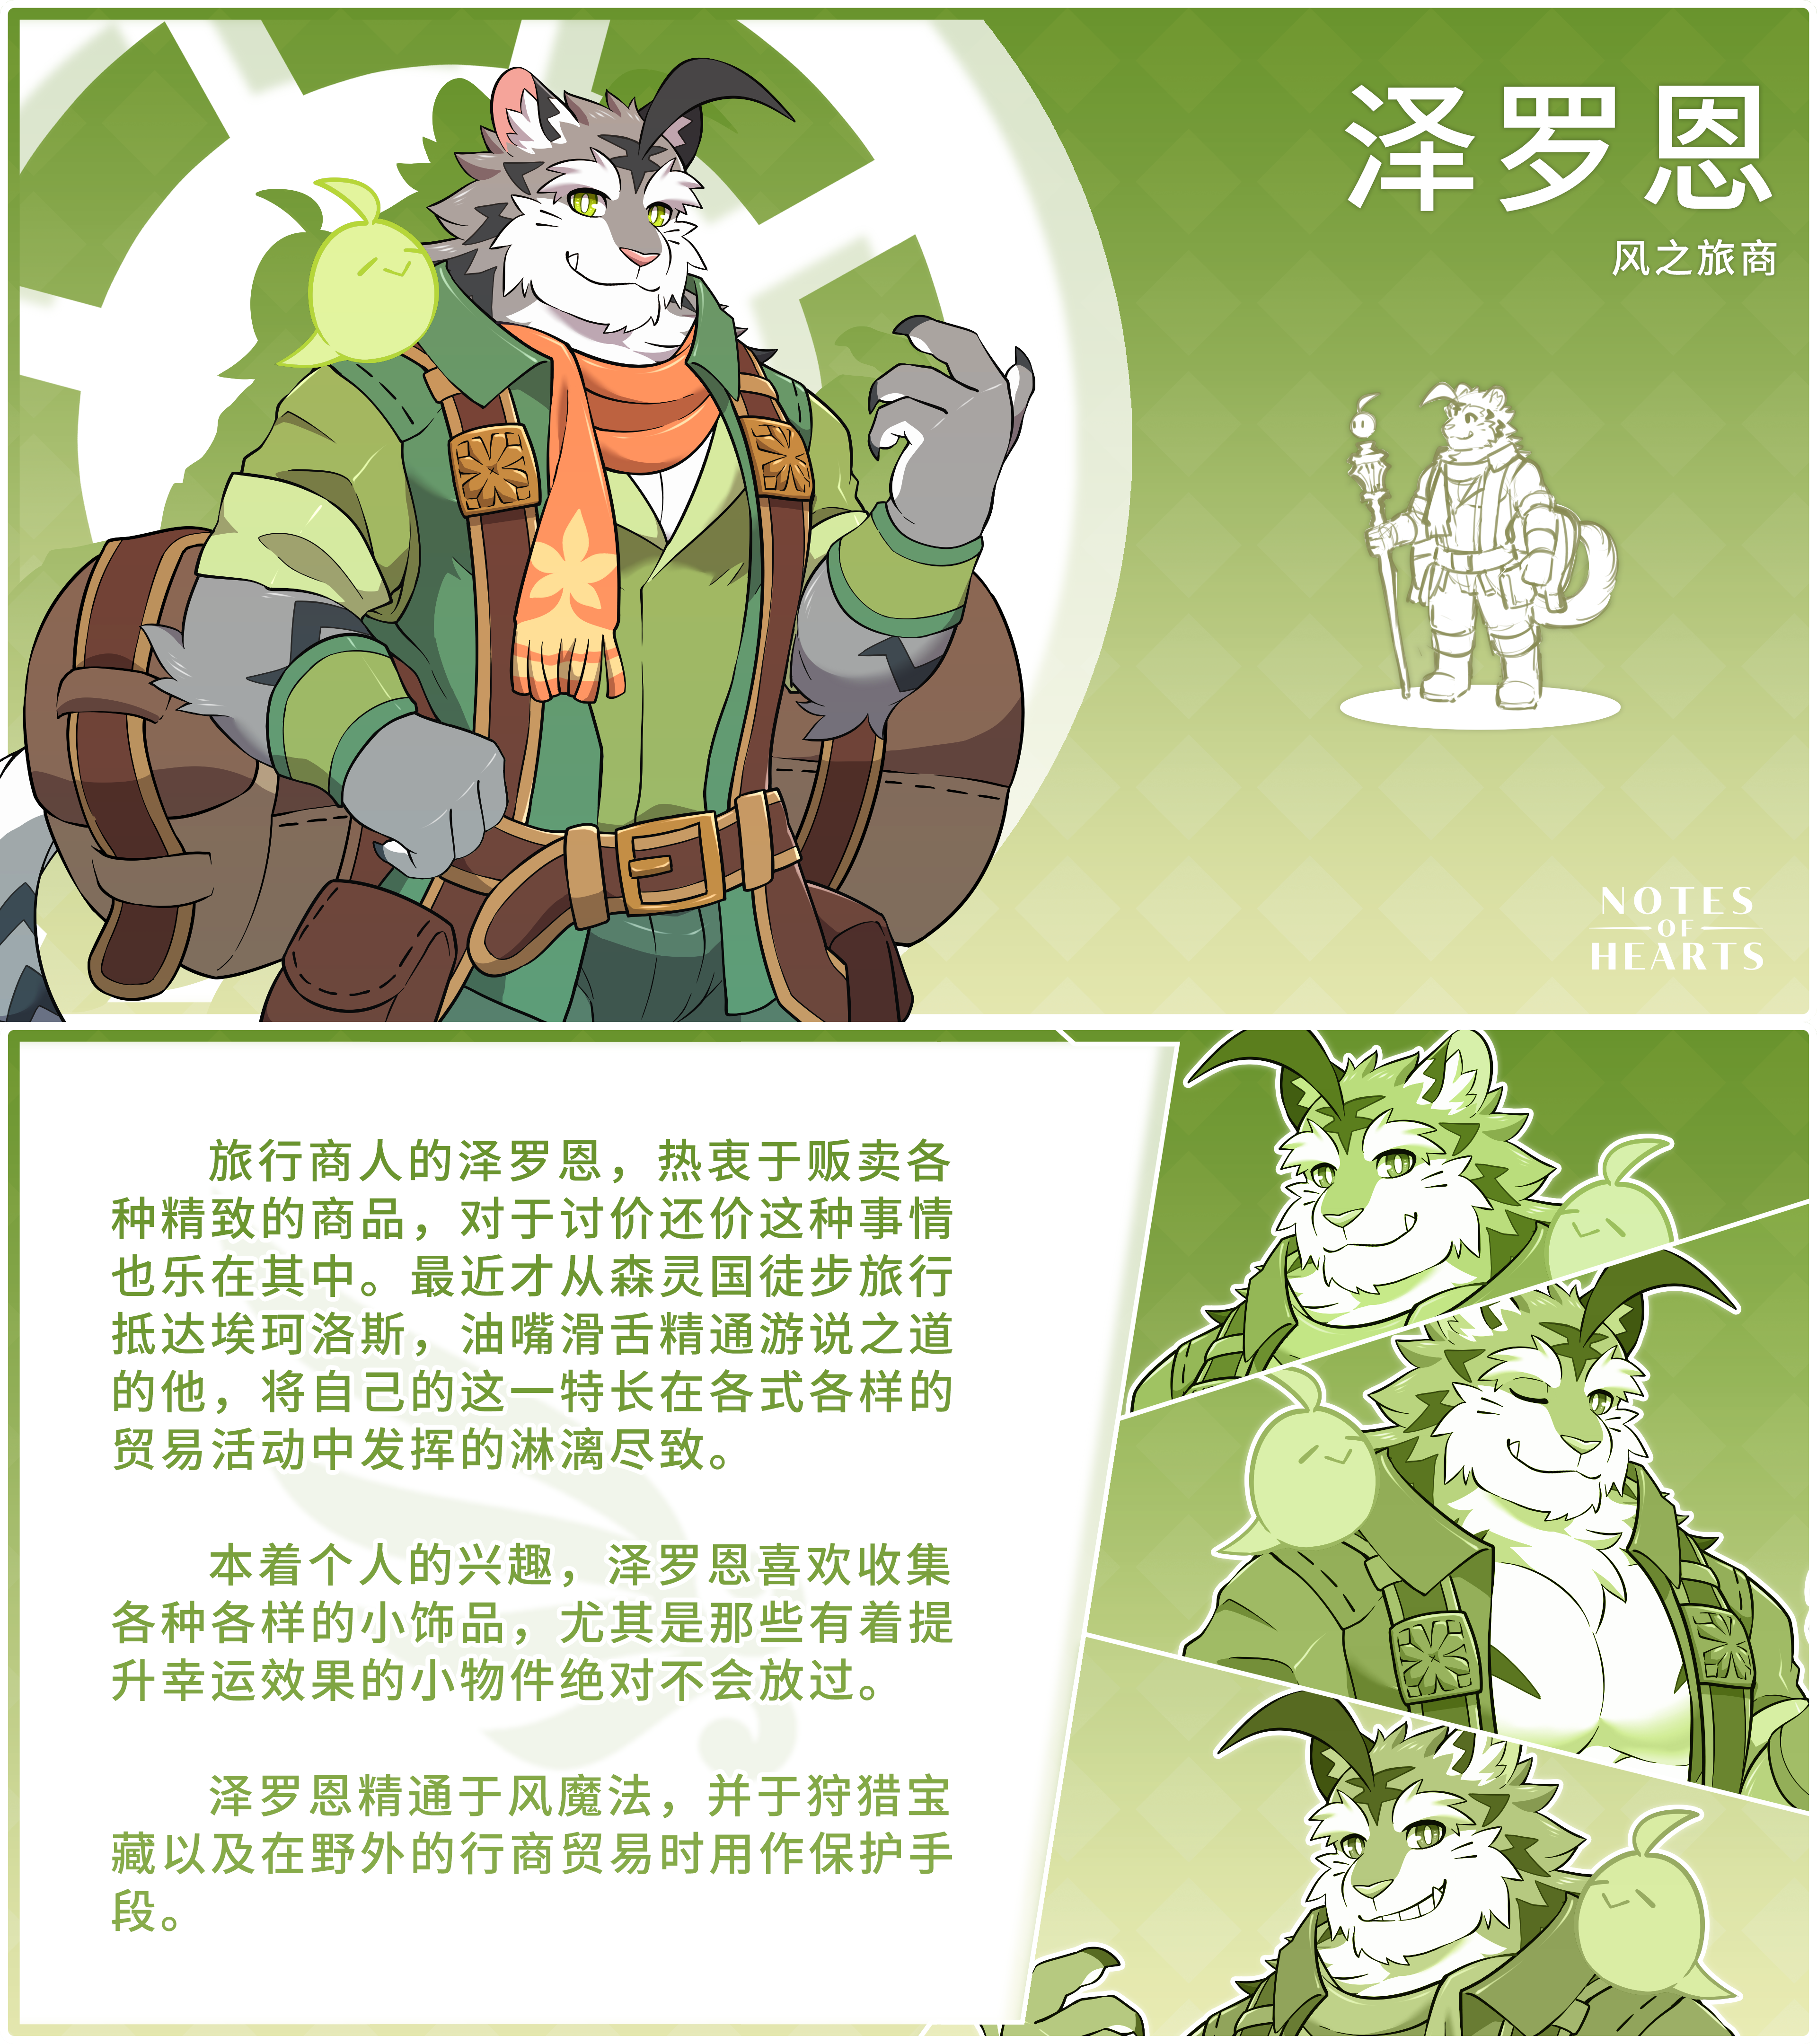 泽罗恩
风之旅商
NOTES
OF
HEARTS
旅行商人的泽罗恩，热衷于贩卖各
种精致的商品，对于讨价还价这种事情
也乐在其中。最近才从森灵国徒步旅行
抵达埃珂洛斯，油嘴滑舌精通游说之道
的他，将自己的这一特长在各式各样的
贸易活动中发挥的淋漓尽致。
本着个人的兴趣，泽罗恩喜欢收集
各种各样的小饰品，尤其是那些有着提
升幸运效果的小物件绝对不会放过。
泽罗恩精通于风魔法，并于狩猎宝
藏以及在野外的行商贸易时用作保护手
段。